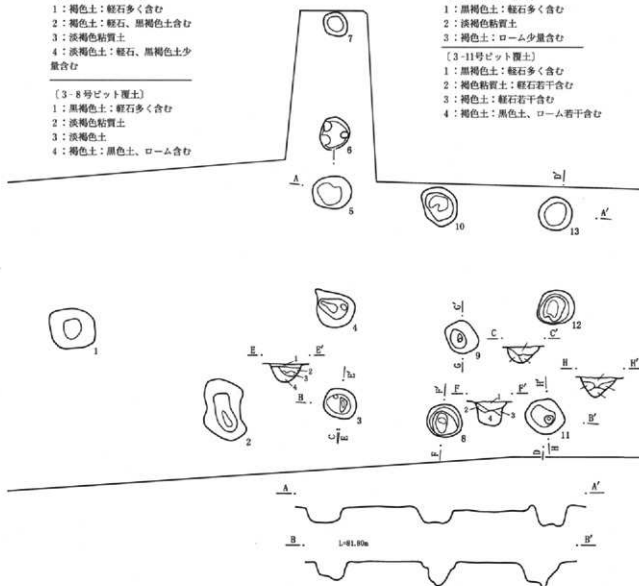 1：褐色土：軽石多く含む
2：褐色土：軽石、黒褐色土含む
3：淡褐色粘質土
4：淡褐色土：軽石、黒褐色土少
量含む
〔3-8号ピット覆土〕
1：黒褐色土：軽石多く含む
2：淡褐色粘質土
3：淡褐色土
4：褐色土：黒色土、ローム含む
1：黒褐色土：軽石多く含む
2：淡褐色粘質土
3：褐色土：ローム少量含む
〔3-11号ピット覆土〕
1：黒褐色土：軽石多く含む
2：褐色粘質土：軽石若干含む
3：褐色土：軽石若干含む
4：褐色土：黒色土、ローム若干含む
7
6
A
5
10
D'
13
A'
1
4
G'
9
G
C
C'
12
E
E'
1
2
3
4
H
H'
2
B
E'
3
C
E
F'
F
F'
1
2
3
4
8
F
H'
11
B'
D
H
A
A'
B
L=81.80m
B'